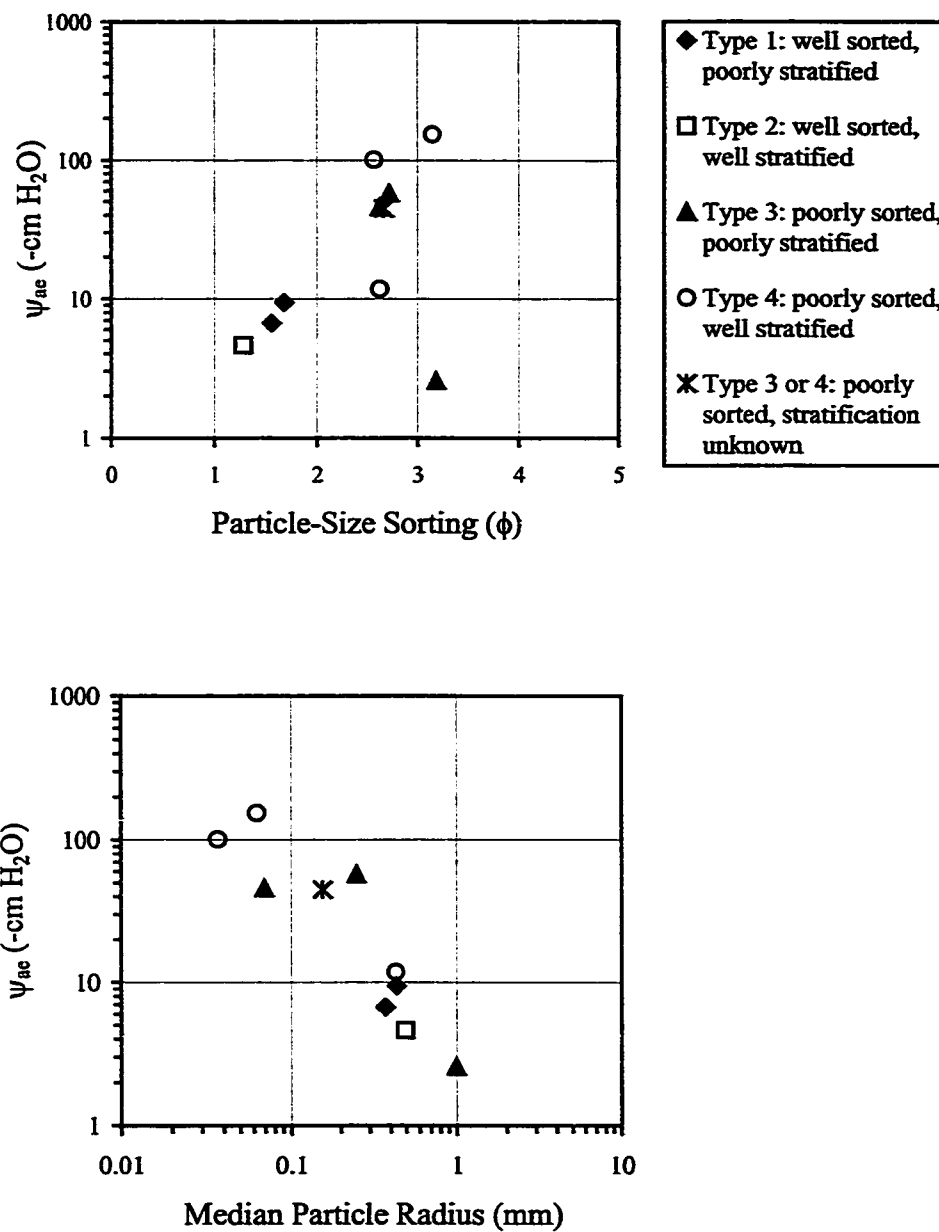 1000
100
10
1
ψae (-cm H2O)
0 1 2 3 4 5
Particle-Size Sorting (ϕ)
Type 1: well sorted,
poorly stratified
Type 2: well sorted,
well stratified
Type 3: poorly sorted,
poorly stratified
Type 4: poorly sorted,
well stratified
Type 3 or 4: poorly
sorted, stratification
unknown
1000
100
10
1
ψae (-cm H2O)
0.01 0.1 1 10
Median Particle Radius (mm)